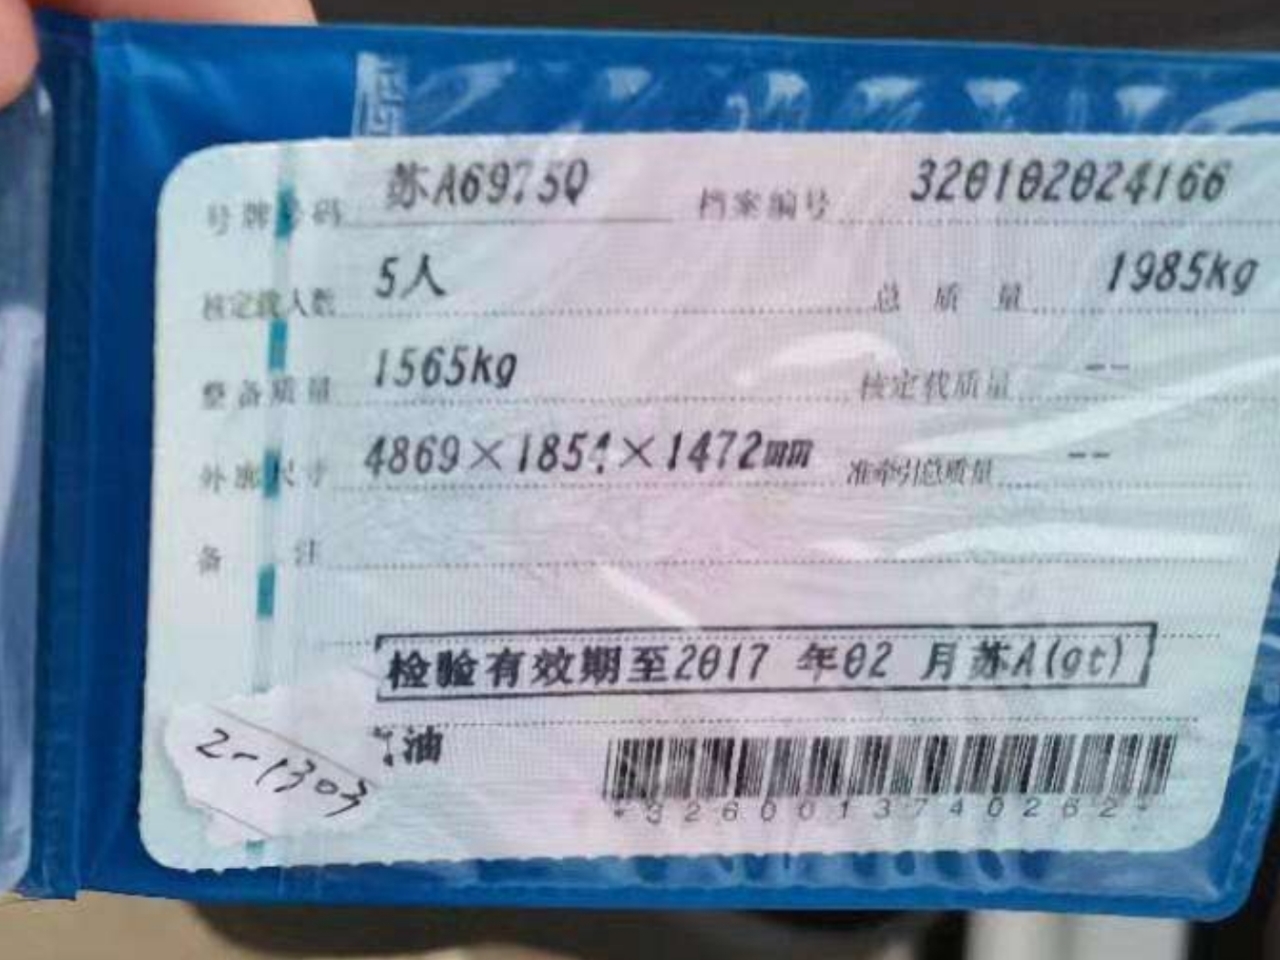 号牌号码 苏A6975Q 档案编号 320102024166
核定载人数 5人 总质量 1985kg
整备质量 1565kg 核定载质量 --
外廓尺寸 4869×1854×1472mm 准牵引总质量 --
备注
检验有效期至2017年02月苏A(gt)
汽油
*3260013740262*
2-1303